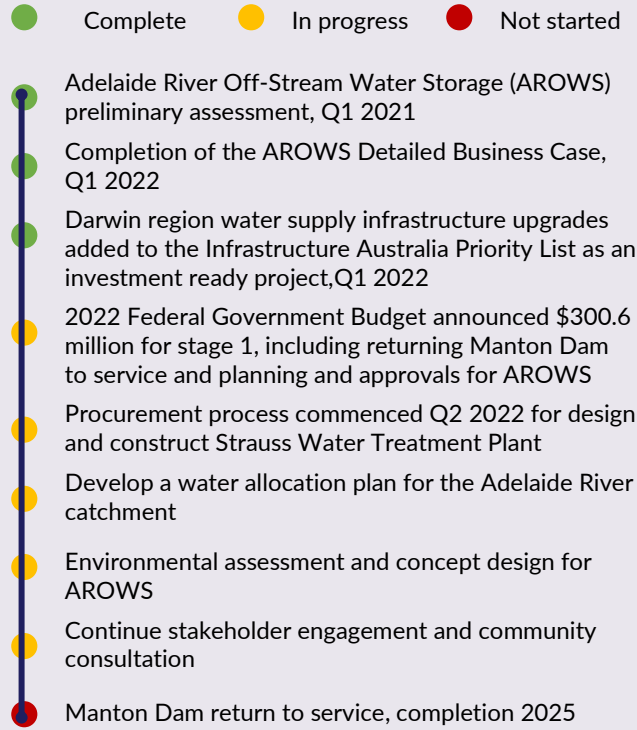 Complete In progress Not started
Adelaide River Off-Stream Water Storage (AROWS)
preliminary assessment, Q1 2021
Completion of the AROWS Detailed Business Case,
Q1 2022
Darwin region water supply infrastructure upgrades
added to the Infrastructure Australia Priority List as an
investment ready project,Q1 2022
2022 Federal Government Budget announced $300.6
million for stage 1, including returning Manton Dam
to service and planning and approvals for AROWS
Procurement process commenced Q2 2022 for design
and construct Strauss Water Treatment Plant
Develop a water allocation plan for the Adelaide River
catchment
Environmental assessment and concept design for
AROWS
Continue stakeholder engagement and community
consultation
Manton Dam return to service, completion 2025